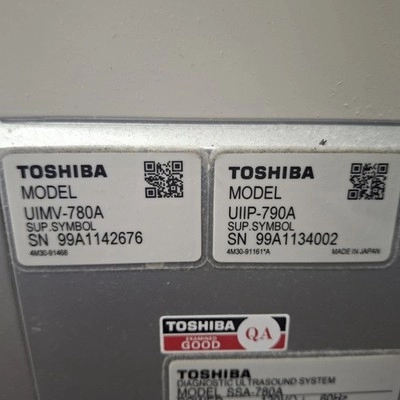 TOSHIBA
MODEL
UIMV-780A
SUP.SYMBOL
SN 99A1142676
4M30-91468
TOSHIBA
MODEL
UIIP-790A
SUP.SYMBOL
SN 99A1134002
4M30-91161*A MADE IN JAPAN
TOSHIBA
EXAMINED
GOOD
QA
TOSHIBA
DIAGNOSTIC ULTRASOUND SYSTEM
MODEL SSA-780A